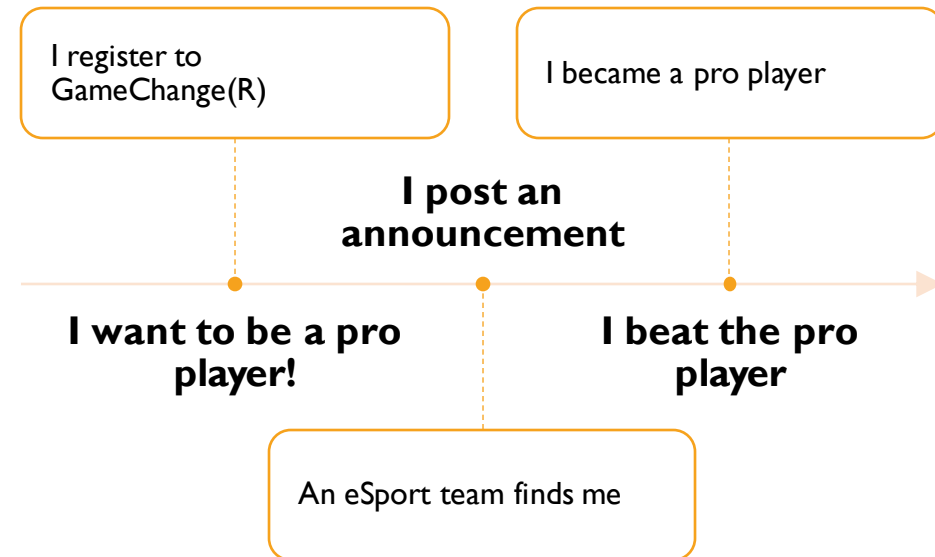 I register to
GameChange(R)
I became a pro player
I post an
announcement
I want to be a pro
player!
I beat the pro
player
An eSport team finds me